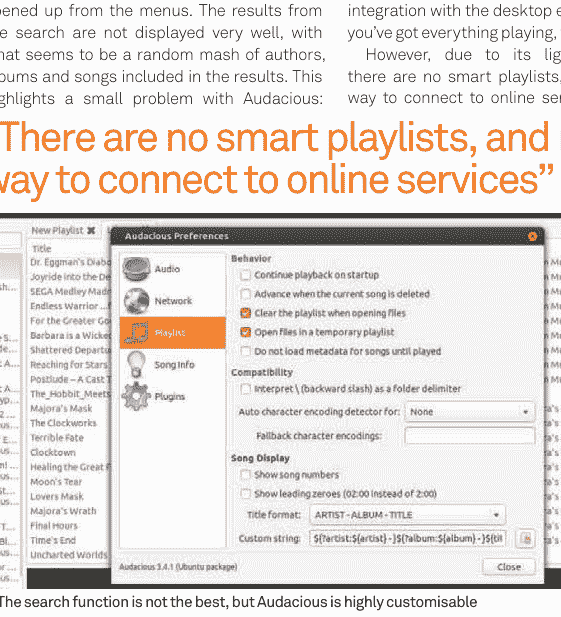 pened up from the menus. The results from
e search are not displayed very well, with
hat seems to be a random mash of authors,
bums and songs included in the results. This
ghlights a small problem with Audacious:
integration with the desktop e
you've got everything playing,
However, due to its lig
there are no smart playlists,
way to connect to online ser
There are no smart playlists, and
way to connect to online services”
New Playlist
Title
Dr. Eggman's Diabo
Joyride Into the De
SEGA Medley Mad
Endless Warrior ...f
For the Greater Go
Barbara is a Wicked
Shattered Departu
Reaching for Stars
Postlude - A Cast T
The_Hobbit_Meets
Majora's Mask
The Clockworks
Terrible Fate
Clocktown
Healing the Great F
Moon's Tear
Lovers Mask
Majora's Wrath
Final Hours
Time's End
Uncharted Worlds
Audacious Preferences
Audio
Network
Playlist
Song Info
Plugins
Behavior
Continue playback on startup
Advance when the current song is deleted
Clear the playlist when opening files
Open files in a temporary playlist
Do not load metadata for songs until played
Compatibility
Interpret \ (backward slash) as a folder delimiter
Auto character encoding detector for: None
Fallback character encodings:
Song Display
Show song numbers
Show leading zeroes (02:00 instead of 2:00)
Title format: ARTIST - ALBUM - TITLE
Custom string: ${?artist:${artist} - }${?album:${album} - }${tit
Audacious 3.4.1 (Ubuntu package)
Close
The search function is not the best, but Audacious is highly customisable